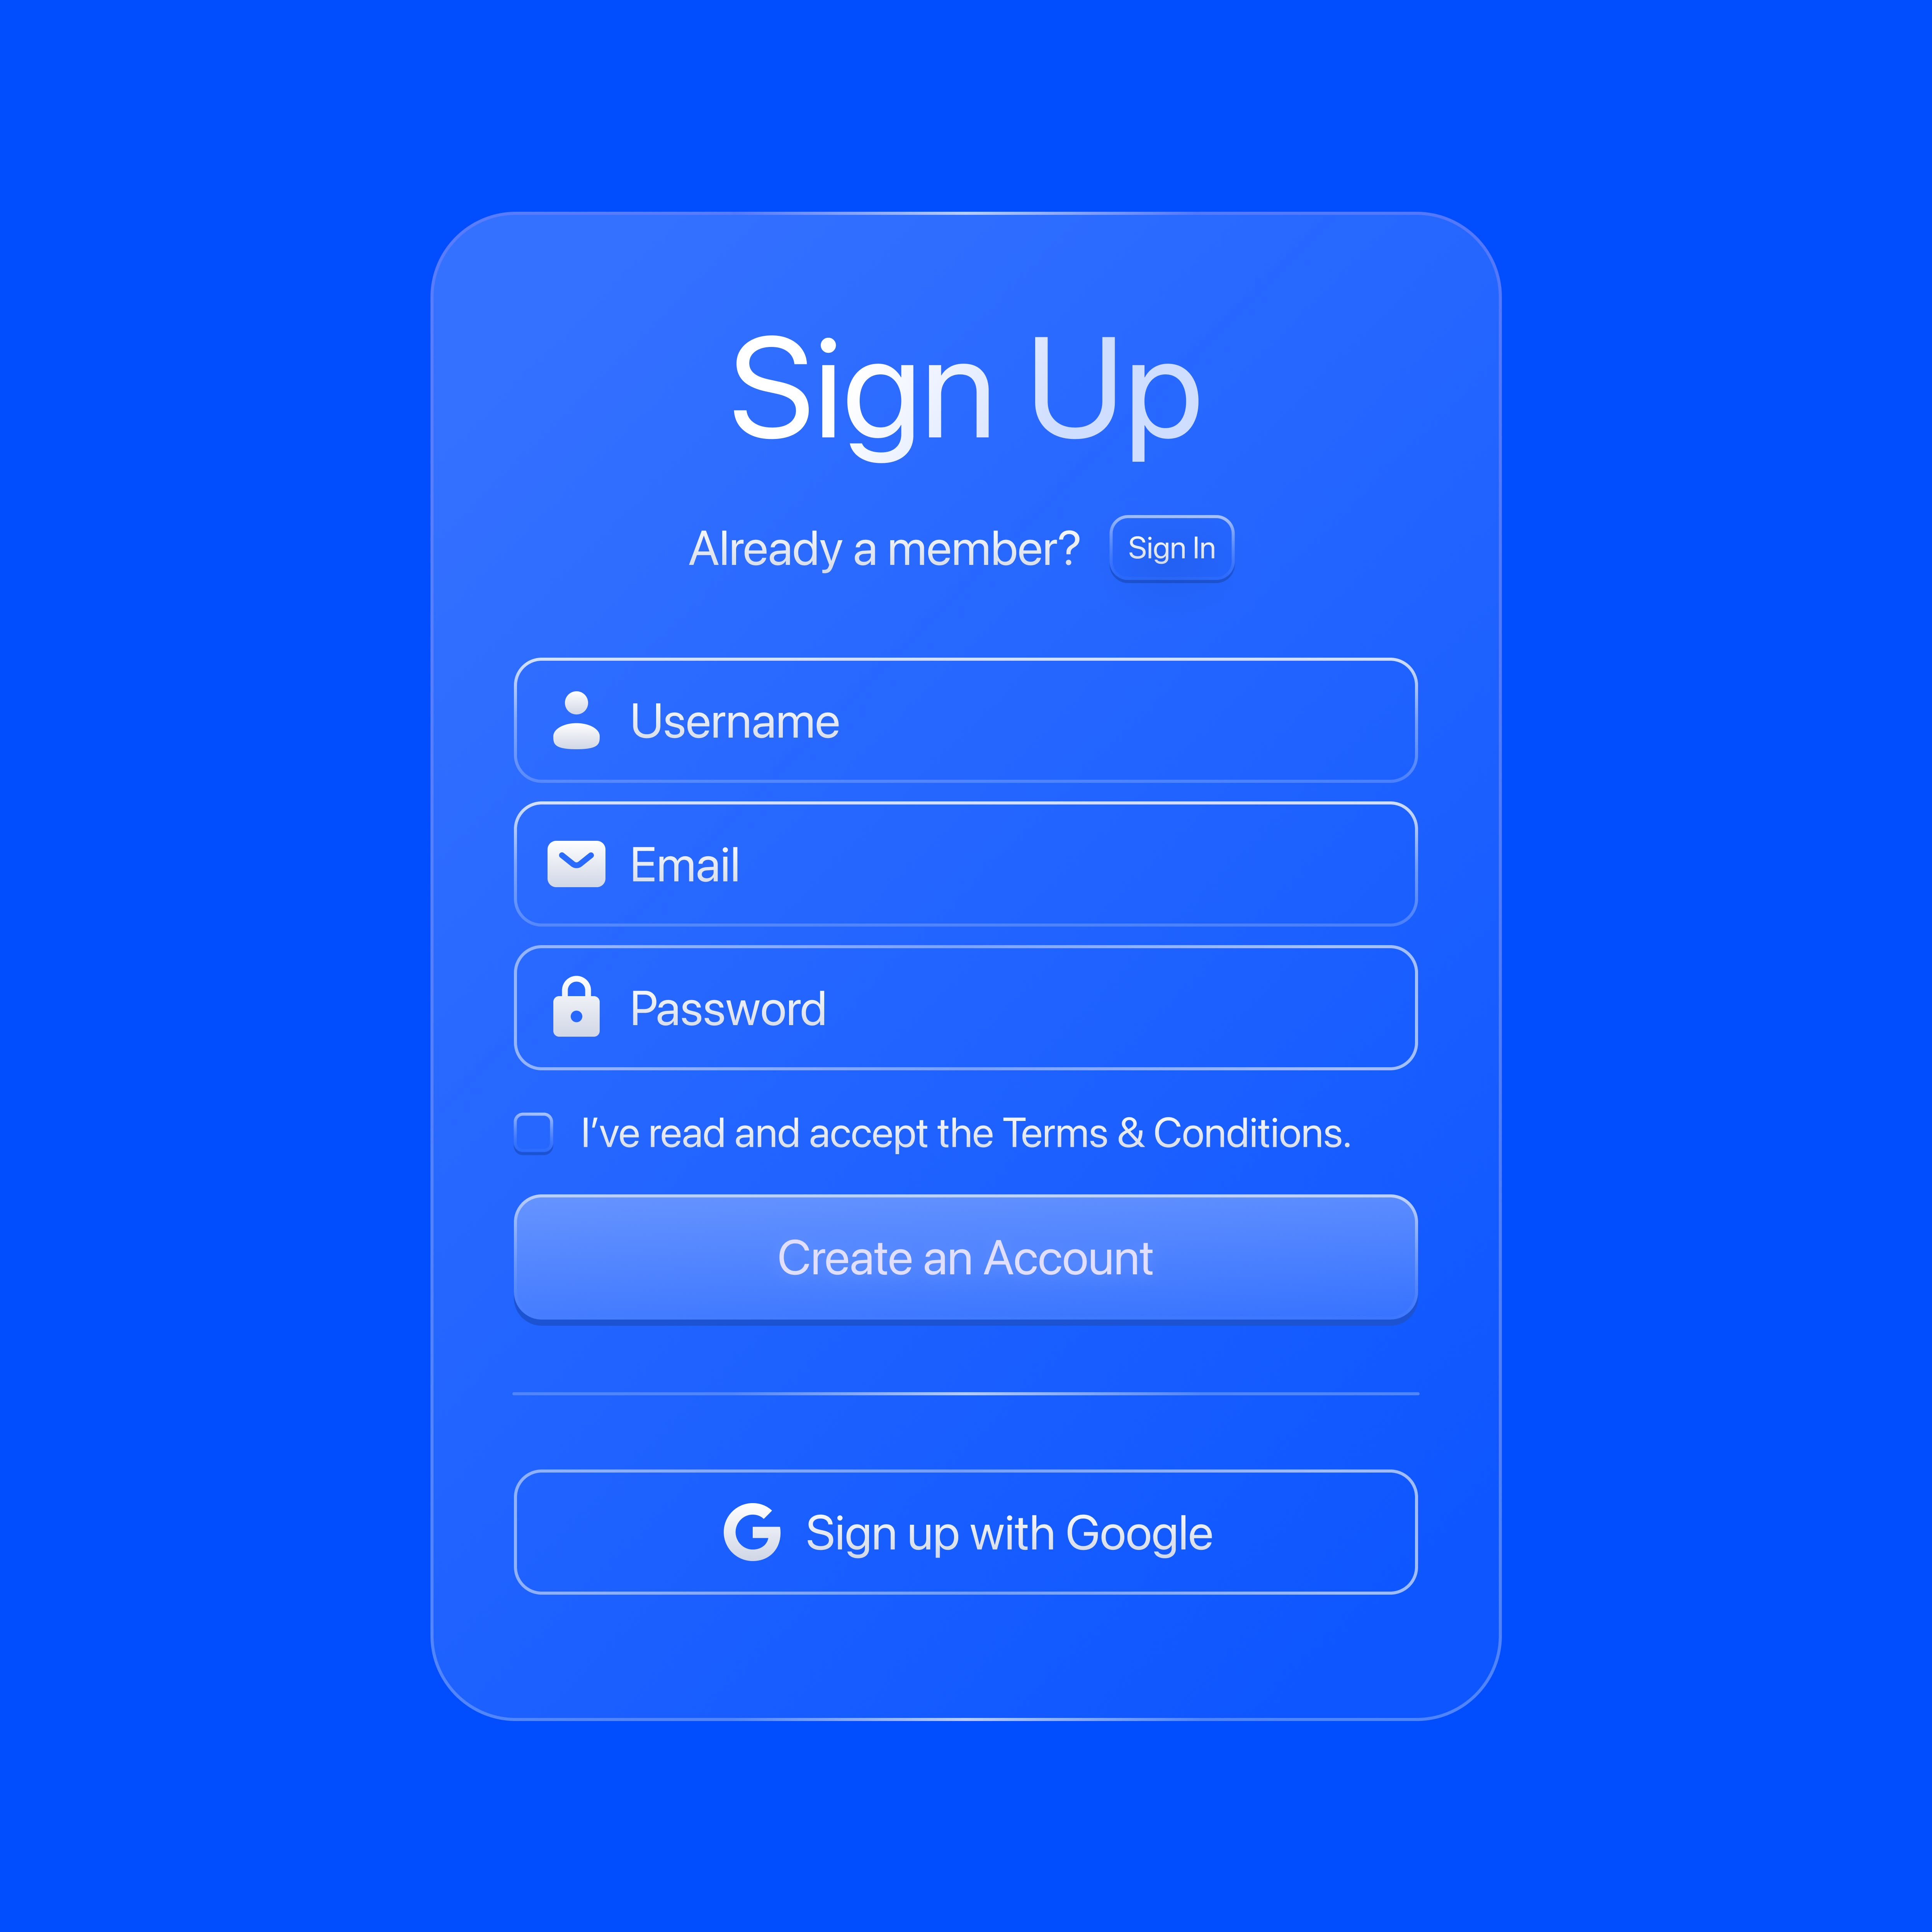 Sign Up
Already a member? Sign In
Username
Email
Password
I’ve read and accept the Terms & Conditions.
Create an Account
Sign up with Google